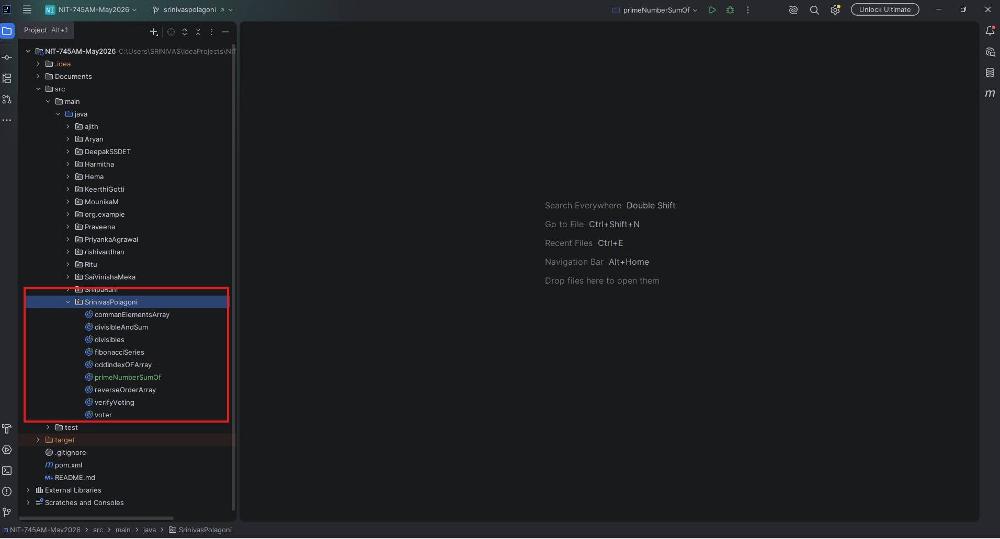 NI NIT-745AM-May2026 srinivaspolagoni primeNumberSumOf Unlock Ultimate
Project Alt+1
NIT-745AM-May2026 C:\Users\SRINIVAS\IdeaProjects\NIT
.idea
Documents
src
main
java
ajith
Aryan
DeepakSSDET
Harmitha
Hema
KeerthiGotti
MounikaM
org.example
Praveena
PriyankaAgrawal
rishivardhan
Ritu
SaiVinishaMeka
ShilpaRani
SrinivasPolagoni
commanElementsArray
divisibleAndSum
divisibles
fibonacciSeries
oddIndexOFArray
primeNumberSumOf
reverseOrderArray
verifyVoting
voter
test
target
.gitignore
pom.xml
README.md
External Libraries
Scratches and Consoles
Search Everywhere Double Shift
Go to File Ctrl+Shift+N
Recent Files Ctrl+E
Navigation Bar Alt+Home
Drop files here to open them
NIT-745AM-May2026 > src > main > java > SrinivasPolagoni